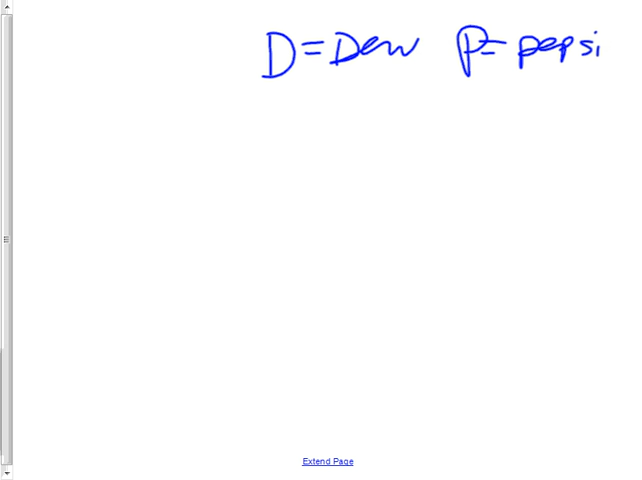 D = Dew P = pepsi
Extend Page